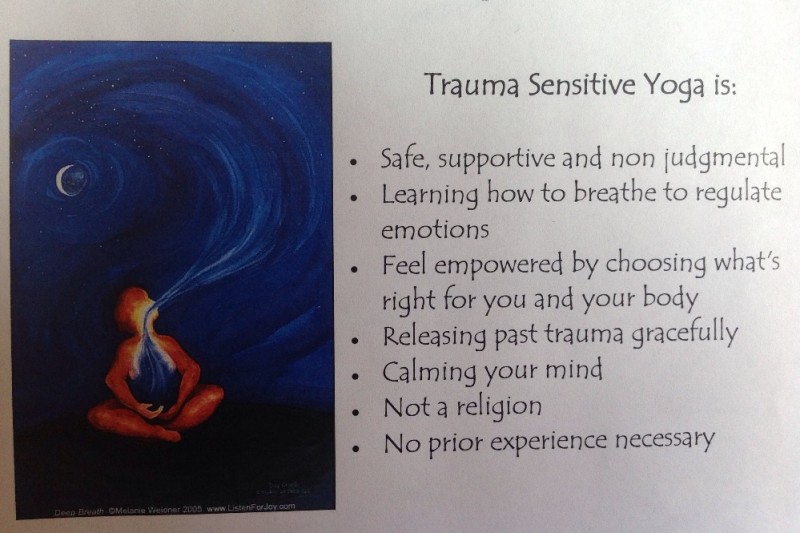 Trauma Sensitive Yoga is:
• Safe, supportive and non judgmental
• Learning how to breathe to regulate
emotions
• Feel empowered by choosing what's
right for you and your body
• Releasing past trauma gracefully
• Calming your mind
• Not a religion
• No prior experience necessary
Deep Breath ©Melanie Weidner 2005 www.ListenForJoy.com